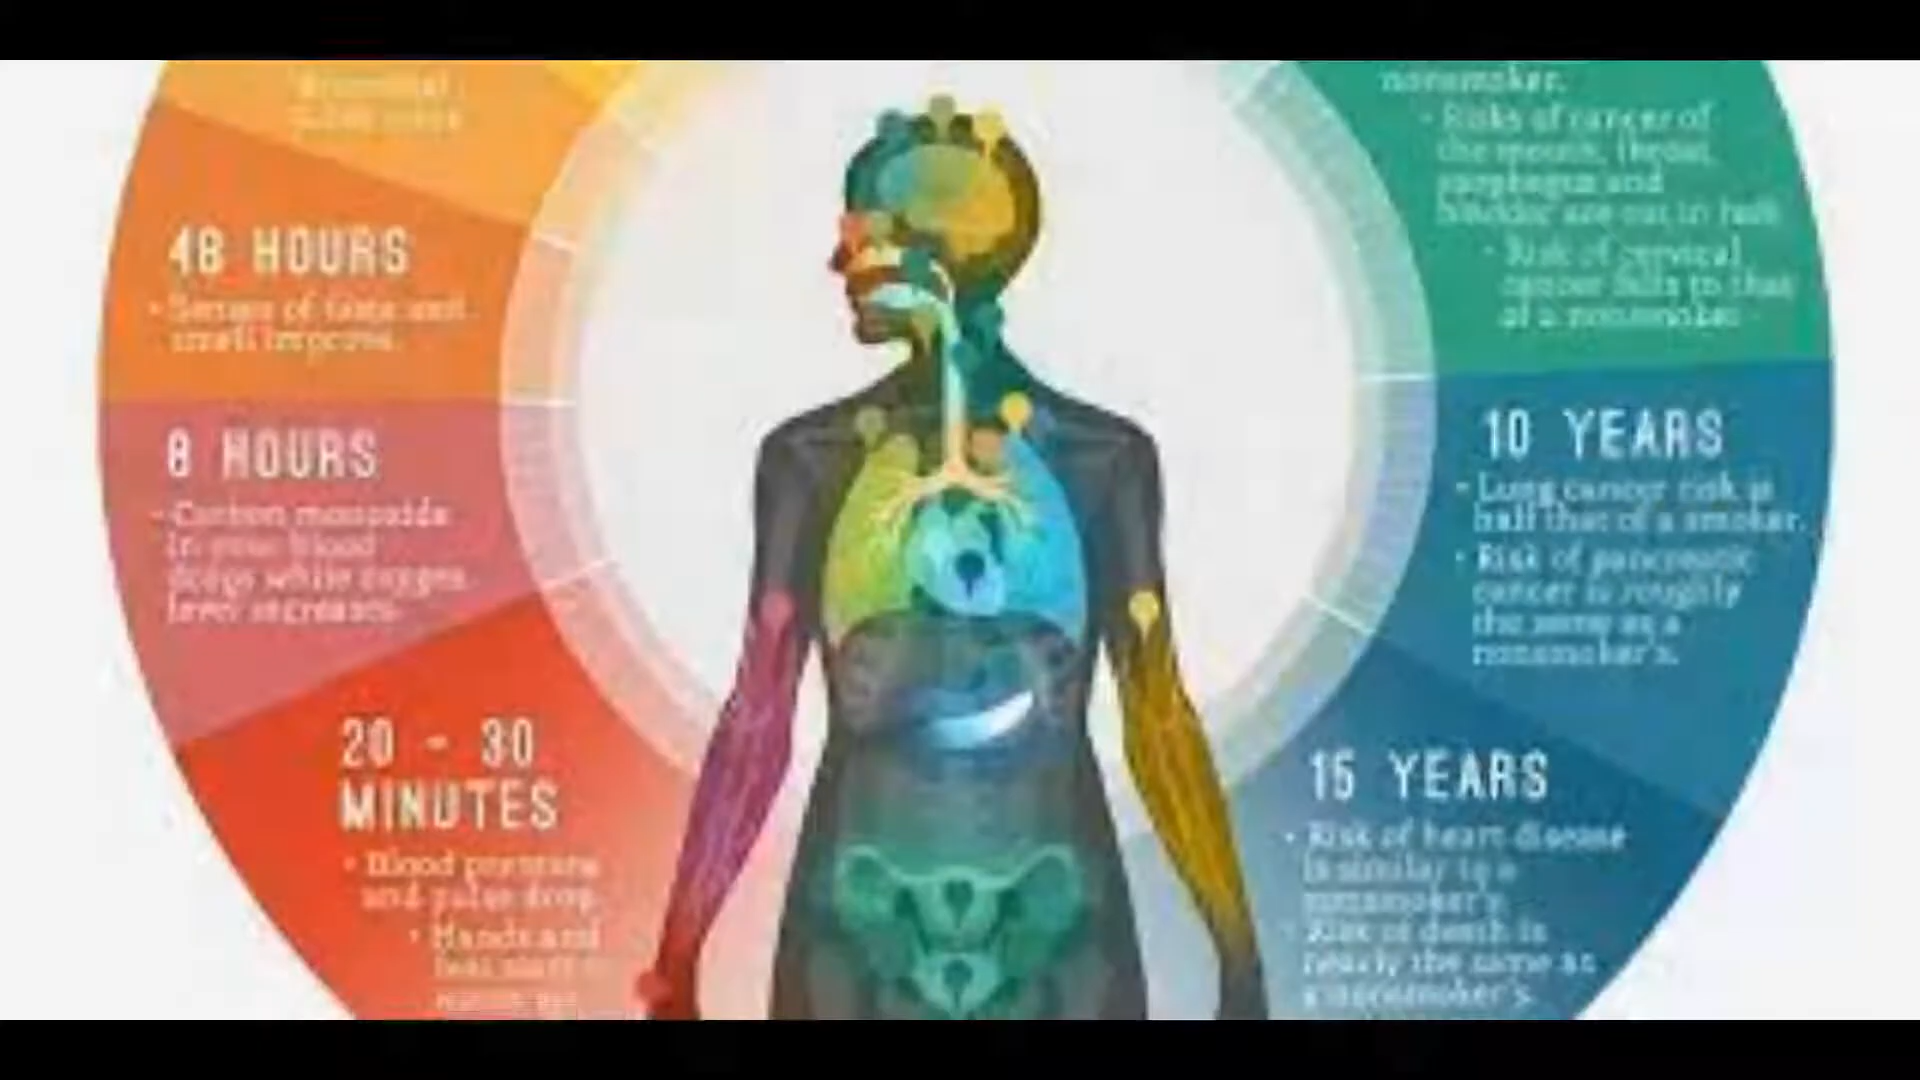 48 HOURS
• Senses of taste and
smell improve.
8 HOURS
• Carbon monoxide
in your blood
drops while oxygen
level increases.
20 - 30
MINUTES
• Blood pressure
and pulse drop.
• Hands and
feet
nonsmoker.
• Risks of cancer of
the mouth, throat,
esophagus and
bladder are cut in half.
• Risk of cervical
cancer falls to that
of a nonsmoker.
10 YEARS
• Lung cancer risk is
half that of a smoker.
• Risk of pancreatic
cancer is roughly
the same as a
nonsmoker's.
15 YEARS
• Risk of heart disease
is similar to a
nonsmoker's.
• Risk of death is
nearly the same as
a nonsmoker's.